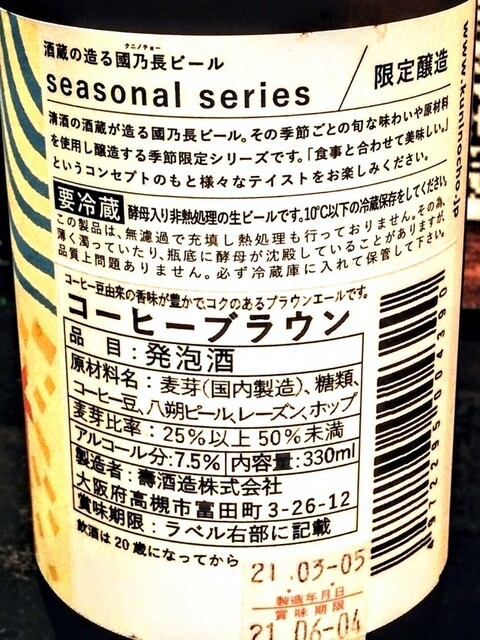 酒蔵の造る國乃長ビール
クニノチョー
seasonal series
限定醸造
www.kuninocho.jp
清酒の酒蔵が造る國乃長ビール。その季節ごとの旬な味わいや原材料
を使用し醸造する季節限定シリーズです。「食事と合わせて美味しい。」
というコンセプトのもと様々なテイストをお楽しみください。
要冷蔵 酵母入り非熱処理の生ビールです。10℃以下の冷蔵保存をしてください。
この製品は、無濾過で充填し熱処理も行っておりません。その為、
薄く濁っていたり、瓶底に酵母が沈殿していることがありますが、
品質上問題ありません。必ず冷蔵庫に入れて保管して下さい。
コーヒー豆由来の香味が豊かで、コクのあるブラウンエールです。
コーヒーブラウン
品 目:発泡酒
原材料名:麦芽(国内製造)、糖類、
コーヒー豆、八朔ピール、レーズン、ホップ
麦芽比率:25%以上50%未満
アルコール分:7.5% 内容量:330ml
製造者:壽酒造株式会社
大阪府高槻市富田町3-26-12
賞味期限:ラベル右部に記載
飲酒は20歳になってから
4972295004390
21.03-05
製造年月日
賞味期限
21.06-04